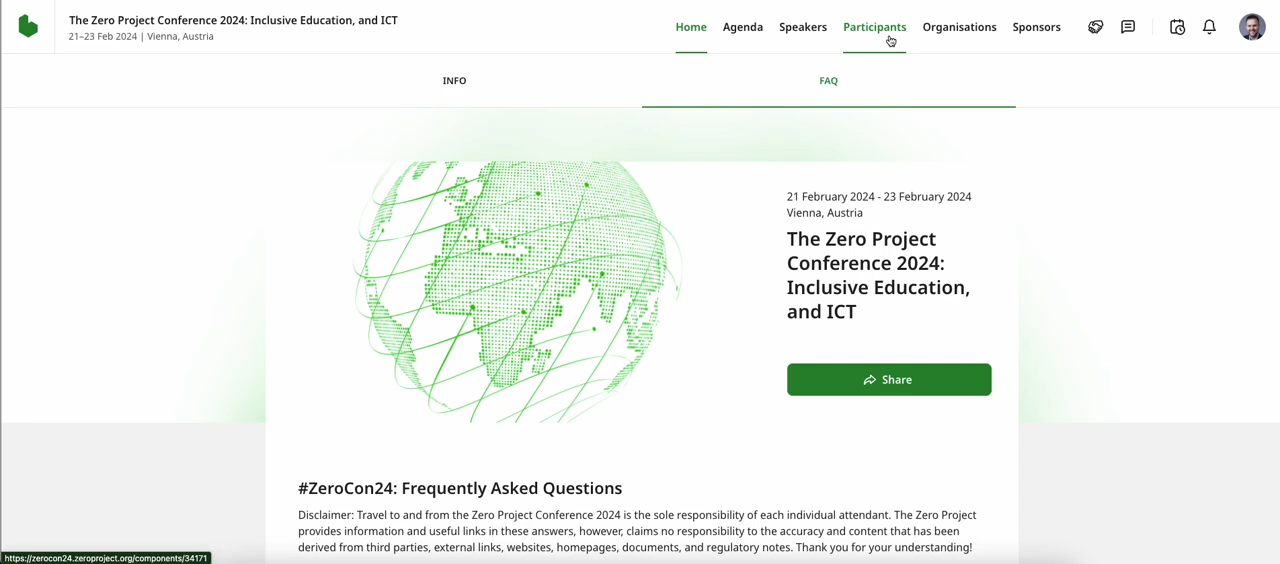 The Zero Project Conference 2024: Inclusive Education, and ICT
21–23 Feb 2024 | Vienna, Austria
Home
Agenda
Speakers
Participants
Organisations
Sponsors
INFO
FAQ
21 February 2024 - 23 February 2024
Vienna, Austria
The Zero Project
Conference 2024:
Inclusive Education,
and ICT
Share
#ZeroCon24: Frequently Asked Questions
Disclaimer: Travel to and from the Zero Project Conference 2024 is the sole responsibility of each individual attendant. The Zero Project
provides information and useful links in these answers, however, claims no responsibility to the accuracy and content that has been
derived from third parties, external links, websites, homepages, documents, and regulatory notes. Thank you for your understanding!
https://zerocon24.zeroproject.org/components/34171